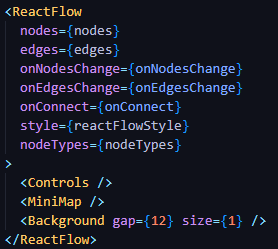 <ReactFlow
  nodes={nodes}
  edges={edges}
  onNodesChange={onNodesChange}
  onEdgesChange={onEdgesChange}
  onConnect={onConnect}
  style={reactFlowStyle}
  nodeTypes={nodeTypes}
>
  <Controls />
  <MiniMap />
  <Background gap={12} size={1} />
</ReactFlow>